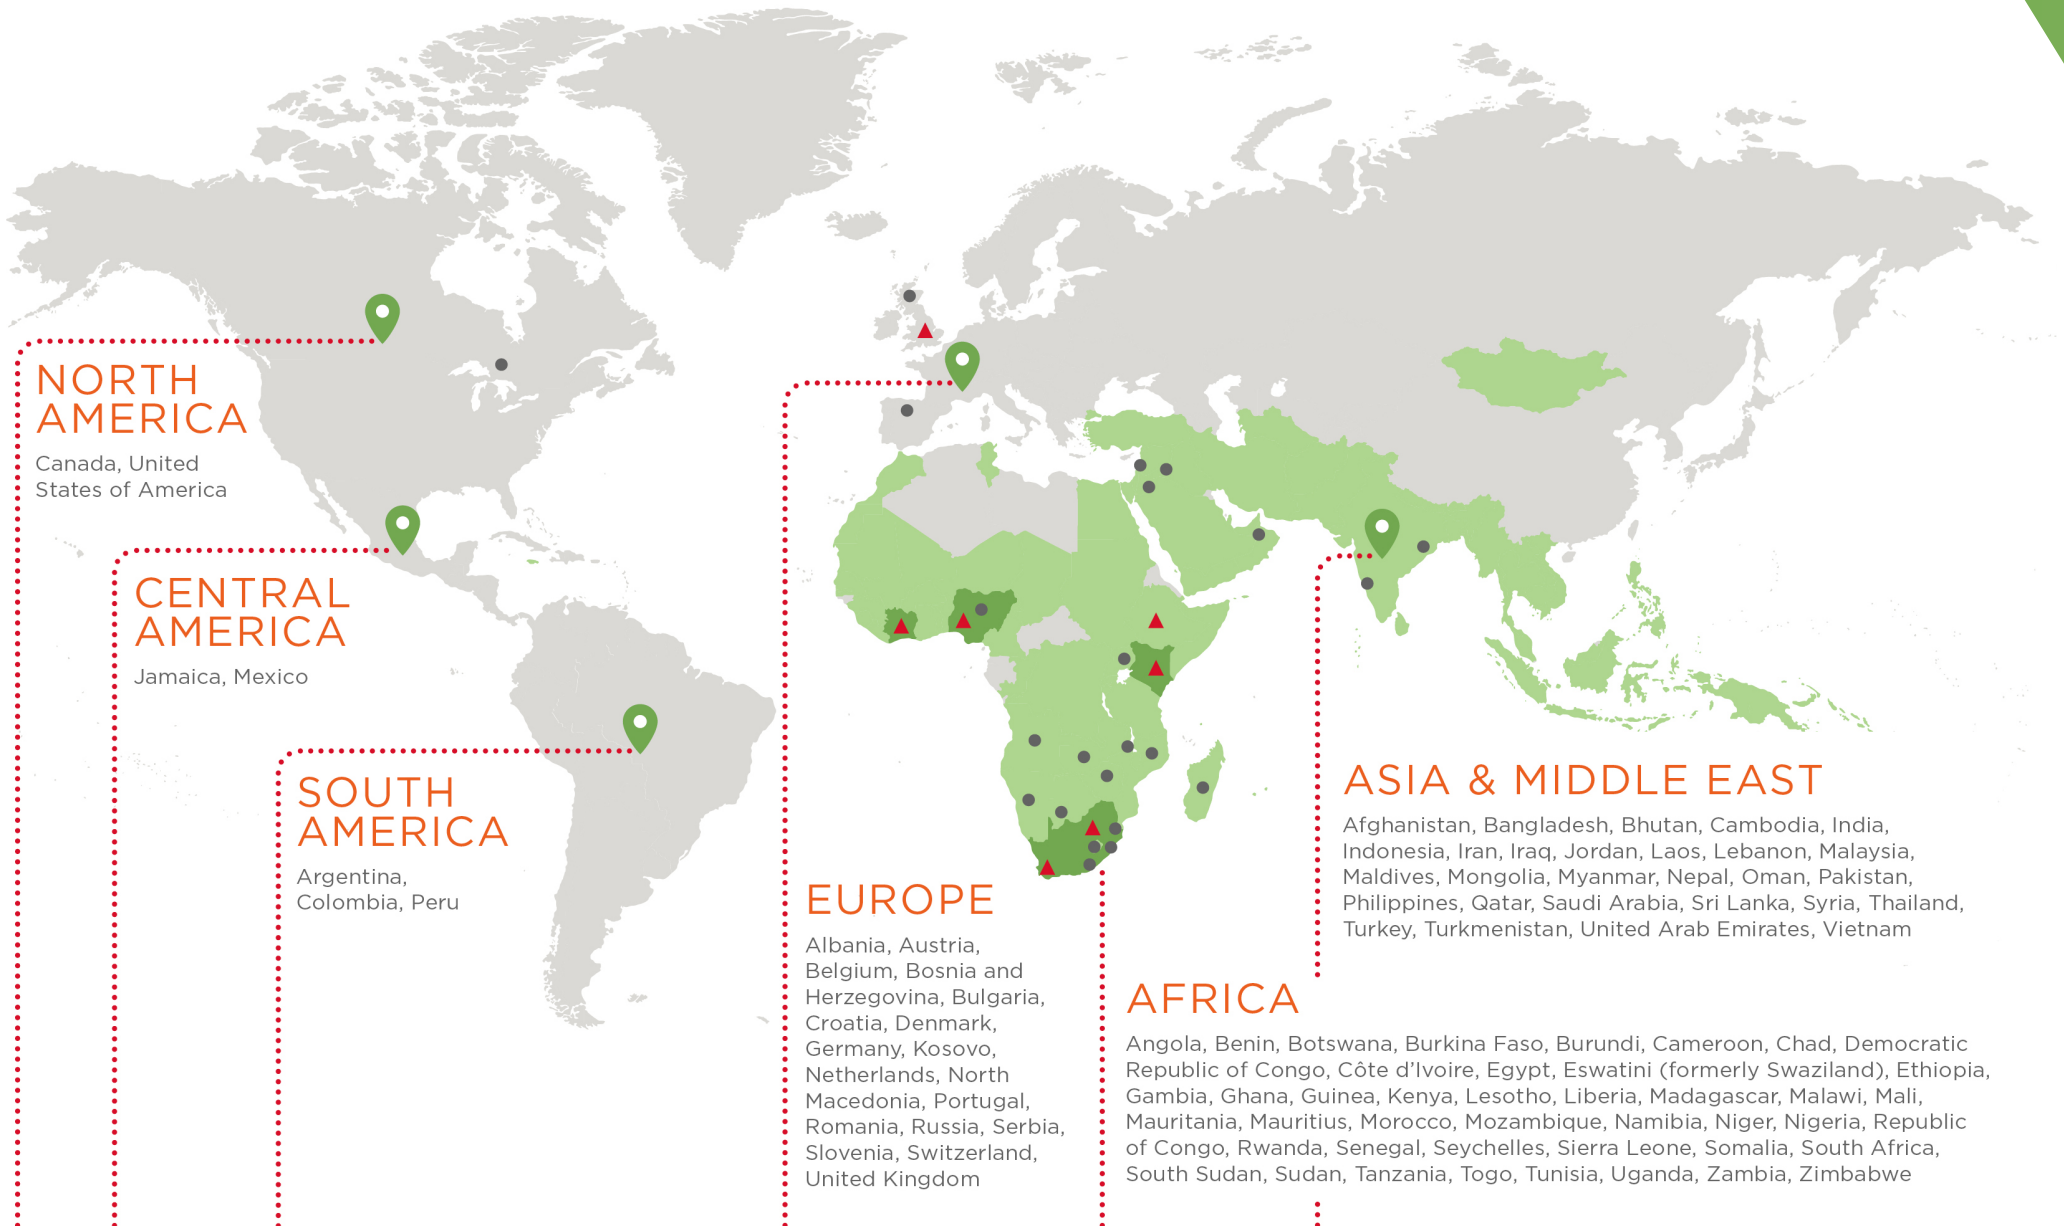 NORTH
AMERICA
Canada, United
States of America
CENTRAL
AMERICA
Jamaica, Mexico
SOUTH
AMERICA
Argentina,
Colombia, Peru
EUROPE
Albania, Austria,
Belgium, Bosnia and
Herzegovina, Bulgaria,
Croatia, Denmark,
Germany, Kosovo,
Netherlands, North
Macedonia, Portugal,
Romania, Russia, Serbia,
Slovenia, Switzerland,
United Kingdom
ASIA & MIDDLE EAST
Afghanistan, Bangladesh, Bhutan, Cambodia, India,
Indonesia, Iran, Iraq, Jordan, Laos, Lebanon, Malaysia,
Maldives, Mongolia, Myanmar, Nepal, Oman, Pakistan,
Philippines, Qatar, Saudi Arabia, Sri Lanka, Syria, Thailand,
Turkey, Turkmenistan, United Arab Emirates, Vietnam
AFRICA
Angola, Benin, Botswana, Burkina Faso, Burundi, Cameroon, Chad, Democratic
Republic of Congo, Côte d’Ivoire, Egypt, Eswatini (formerly Swaziland), Ethiopia,
Gambia, Ghana, Guinea, Kenya, Lesotho, Liberia, Madagascar, Malawi, Mali,
Mauritania, Mauritius, Morocco, Mozambique, Namibia, Niger, Nigeria, Republic
of Congo, Rwanda, Senegal, Seychelles, Sierra Leone, Somalia, South Africa,
South Sudan, Sudan, Tanzania, Togo, Tunisia, Uganda, Zambia, Zimbabwe